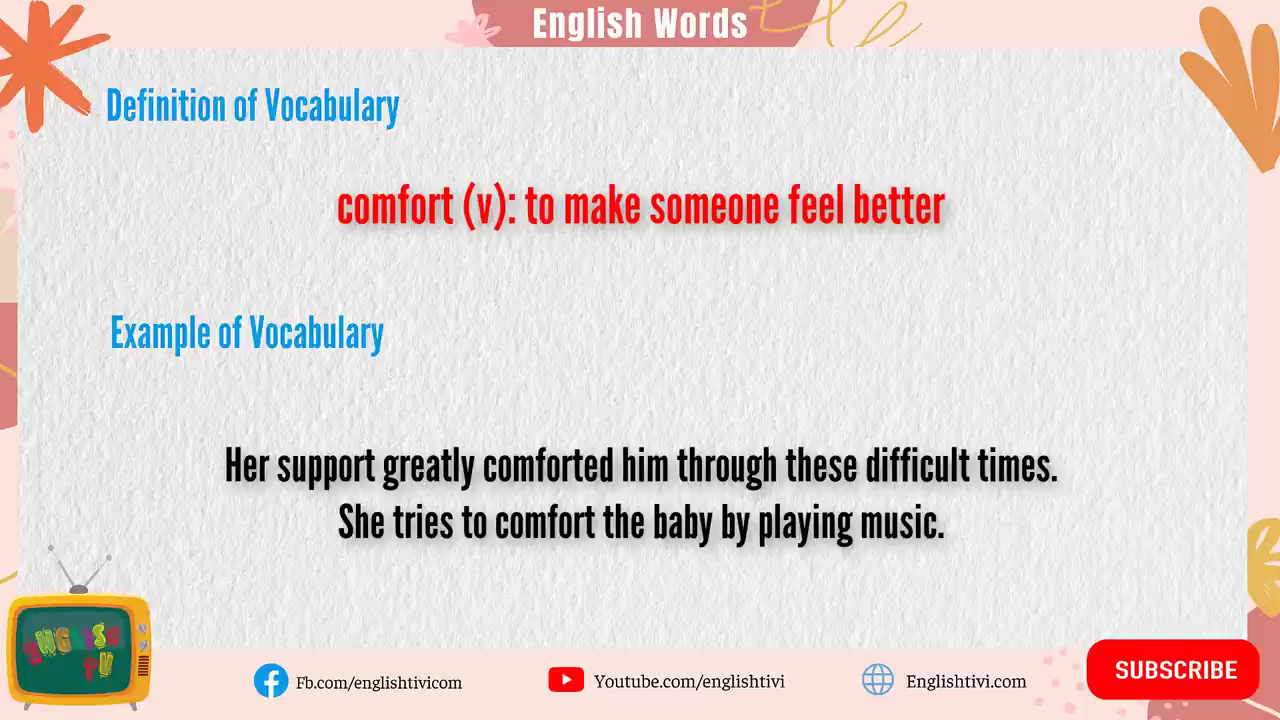 English Words
Definition of Vocabulary
comfort (v): to make someone feel better
Example of Vocabulary
Her support greatly comforted him through these difficult times.
She tries to comfort the baby by playing music.
ENGLISH
TV
Fb.com/englishtivicom
Youtube.com/englishtivi
Englishtivi.com
SUBSCRIBE